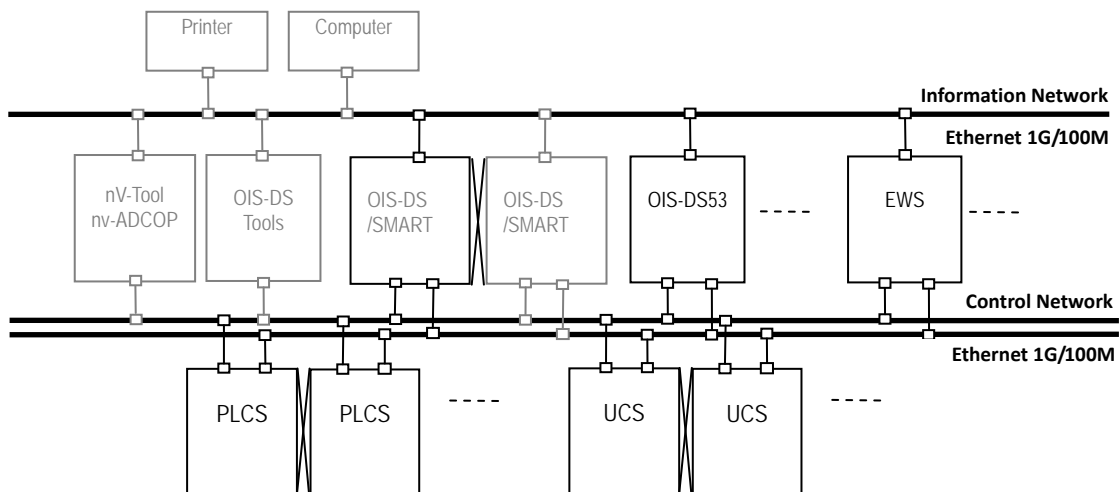 Printer
Computer
Information Network
Ethernet 1G/100M
nV-Tool
nv-ADCOP
OIS-DS
Tools
OIS-DS
/SMART
OIS-DS
/SMART
OIS-DS53
EWS
Control Network
Ethernet 1G/100M
PLCS
PLCS
UCS
UCS